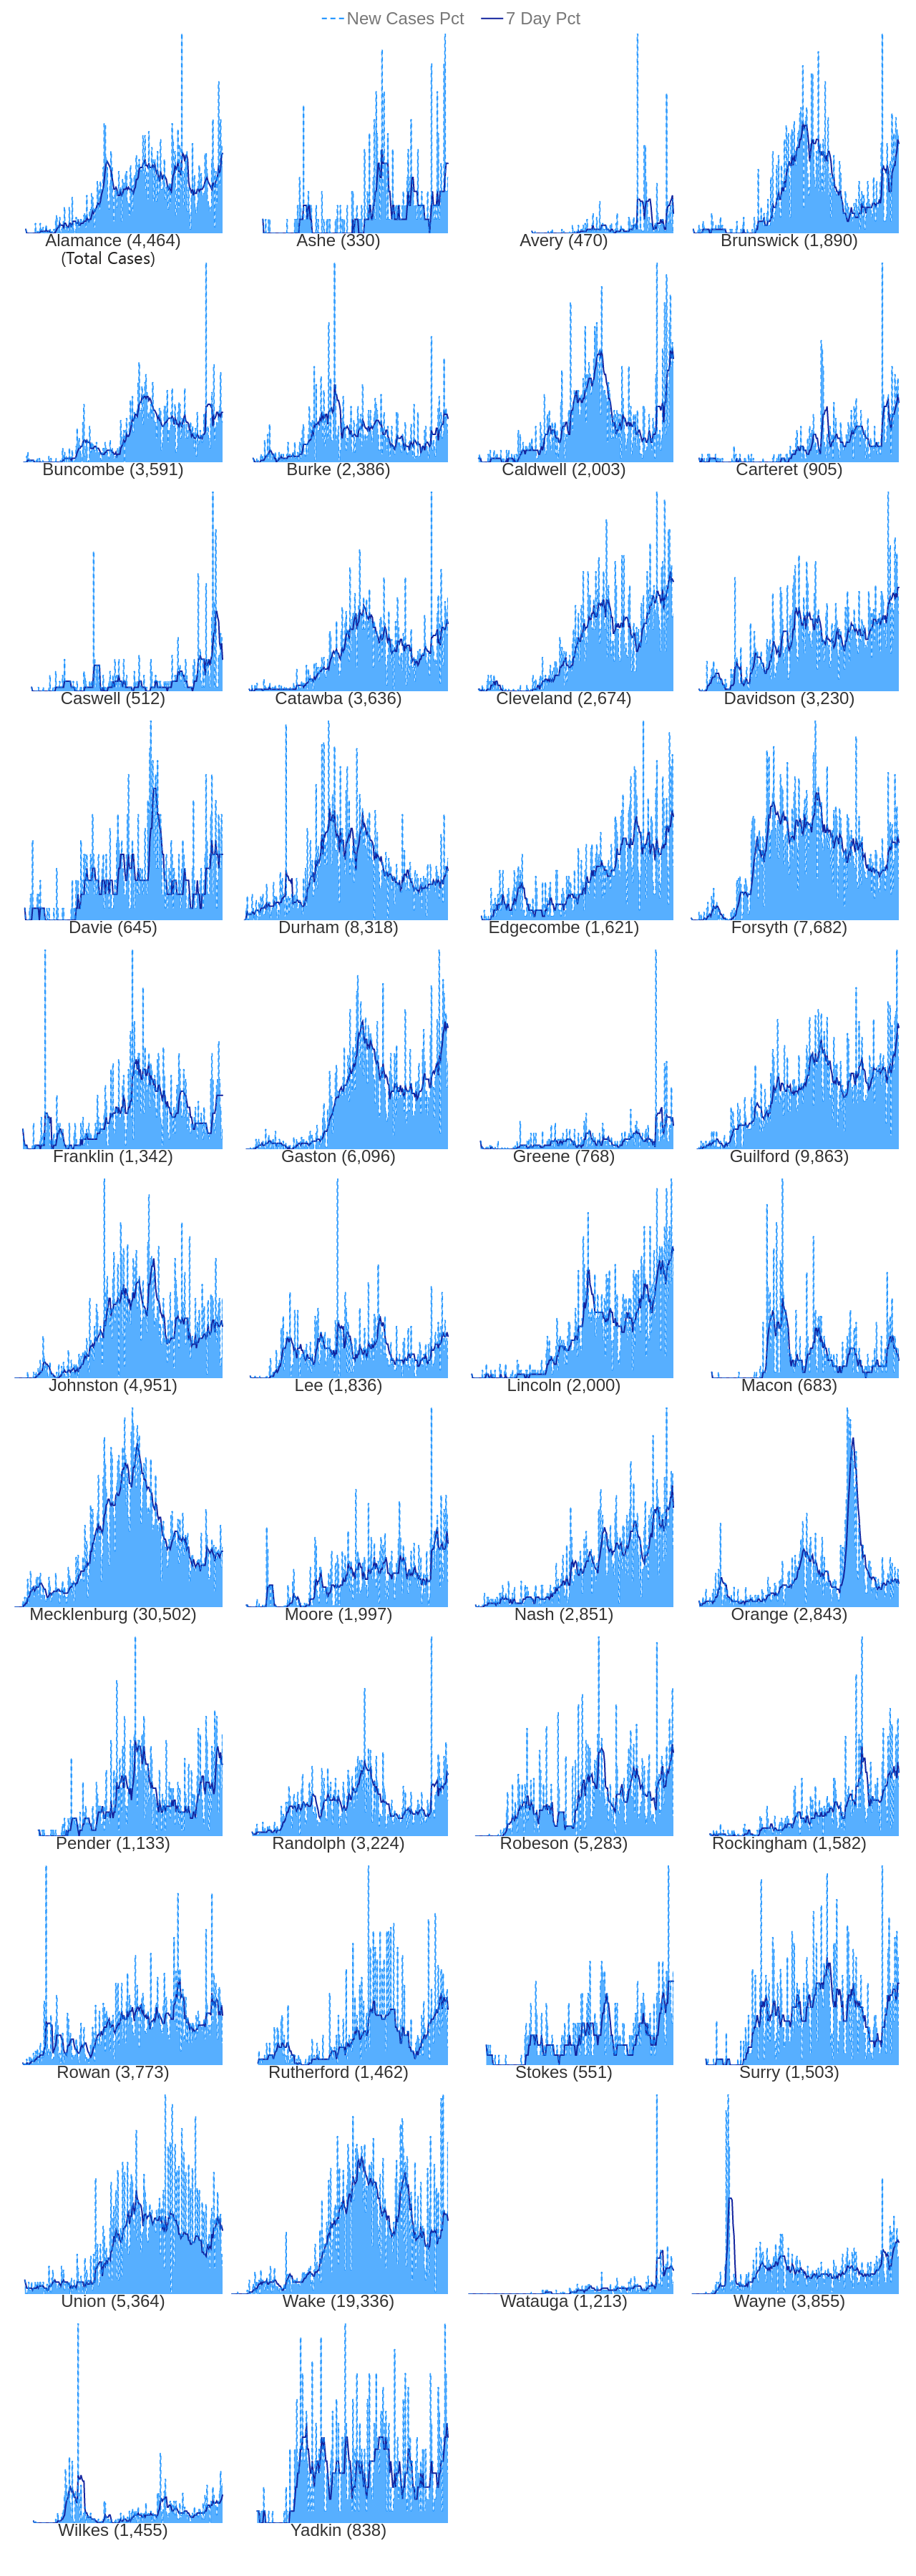 New Cases Pct 7 Day Pct
Alamance (4,464) Ashe (330) Avery (470) Brunswick (1,890)
(Total Cases)
Buncombe (3,591) Burke (2,386) Caldwell (2,003) Carteret (905)
Caswell (512) Catawba (3,636) Cleveland (2,674) Davidson (3,230)
Davie (645) Durham (8,318) Edgecombe (1,621) Forsyth (7,682)
Franklin (1,342) Gaston (6,096) Greene (768) Guilford (9,863)
Johnston (4,951) Lee (1,836) Lincoln (2,000) Macon (683)
Mecklenburg (30,502) Moore (1,997) Nash (2,851) Orange (2,843)
Pender (1,133) Randolph (3,224) Robeson (5,283) Rockingham (1,582)
Rowan (3,773) Rutherford (1,462) Stokes (551) Surry (1,503)
Union (5,364) Wake (19,336) Watauga (1,213) Wayne (3,855)
Wilkes (1,455) Yadkin (838)